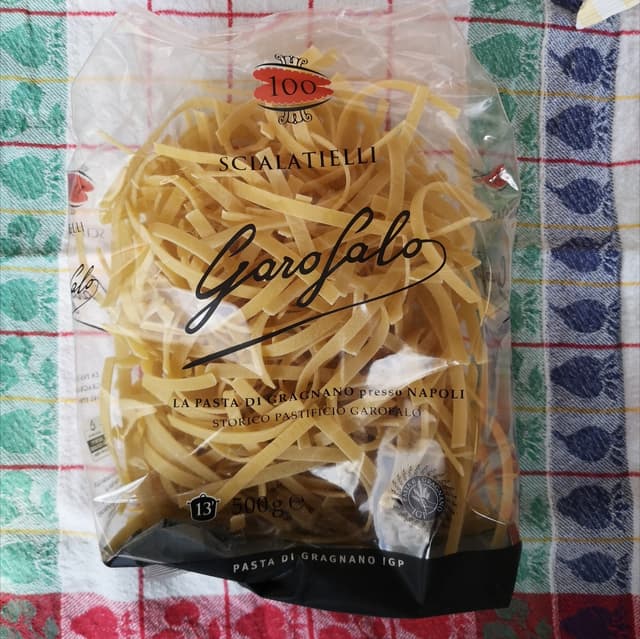 100
SCIALATIELLI
Garofalo
LA PASTA DI GRAGNANO presso NAPOLI
STORICO PASTIFICIO GAROFALO
13'
500g e
PASTA DI GRAGNANO IGP